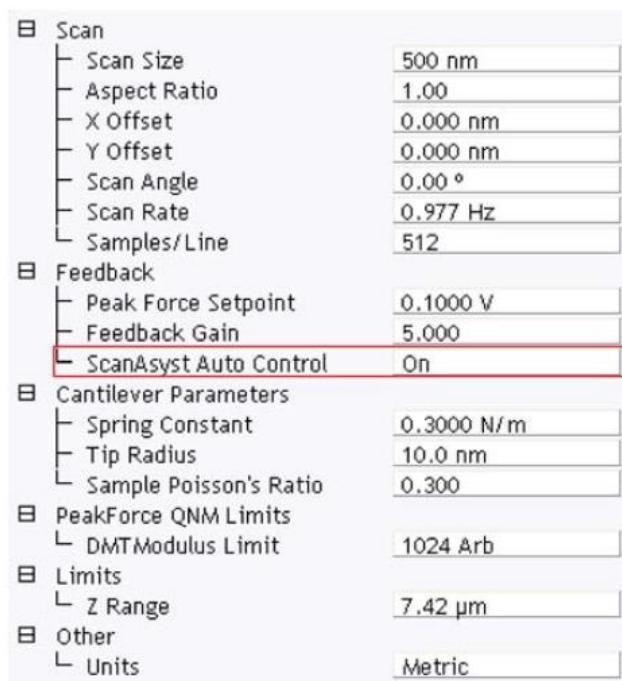 Scan
Scan Size 500 nm
Aspect Ratio 1.00
X Offset 0.000 nm
Y Offset 0.000 nm
Scan Angle 0.00 º
Scan Rate 0.977 Hz
Samples/Line 512
Feedback
Peak Force Setpoint 0.1000 V
Feedback Gain 5.000
ScanAsyst Auto Control On
Cantilever Parameters
Spring Constant 0.3000 N/m
Tip Radius 10.0 nm
Sample Poisson's Ratio 0.300
PeakForce QNM Limits
DMTModulus Limit 1024 Arb
Limits
Z Range 7.42 µm
Other
Units Metric